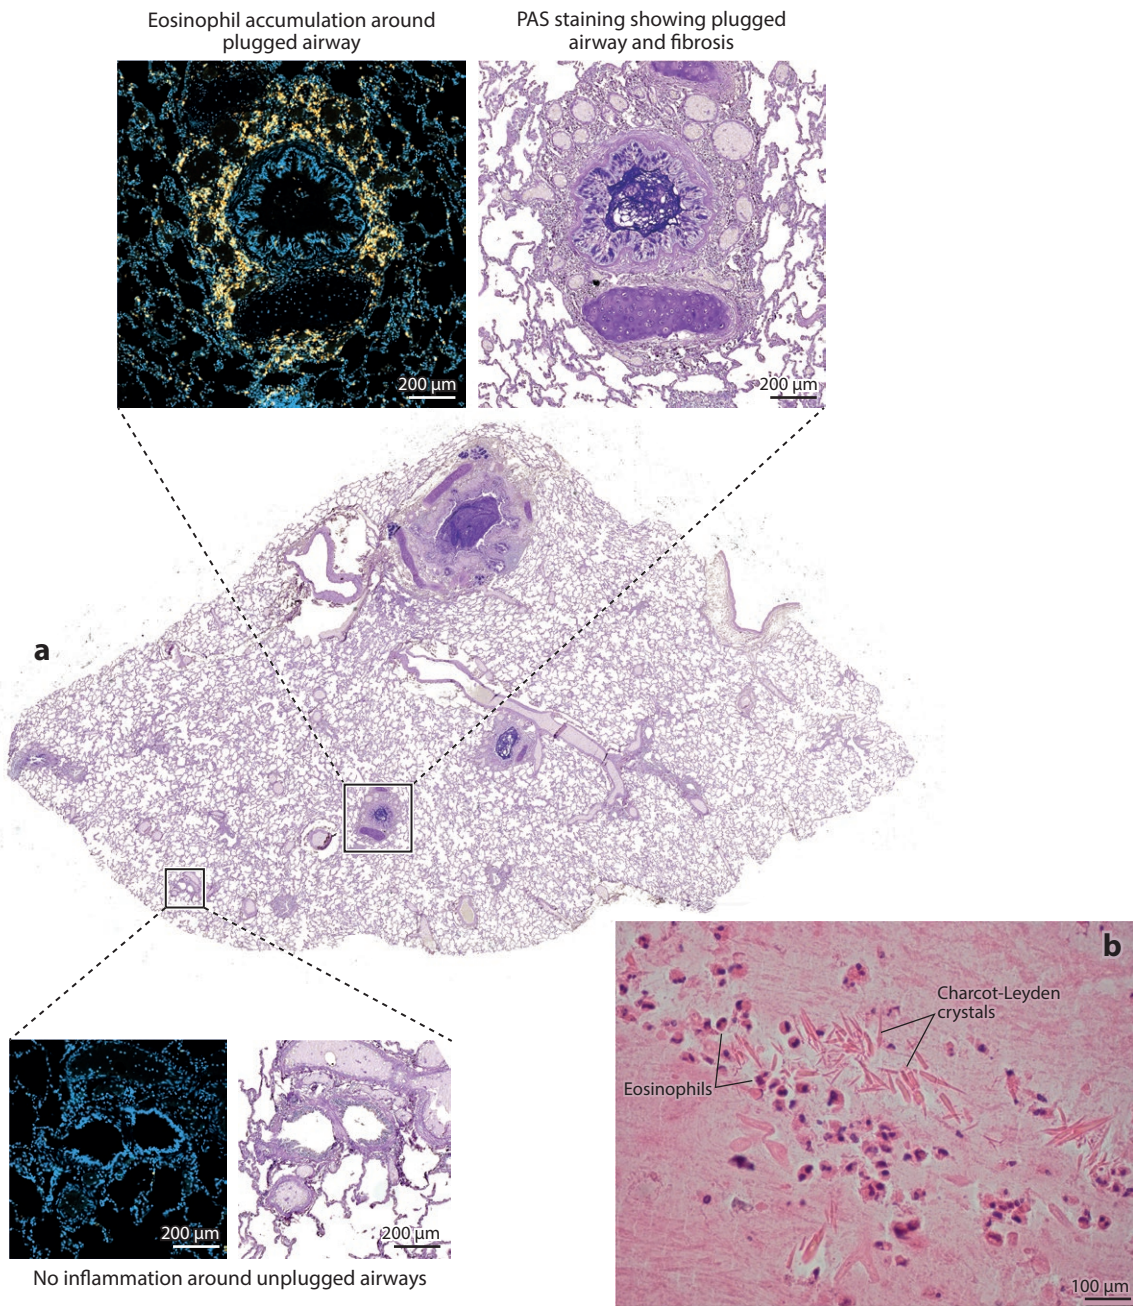 Eosinophil accumulation around
plugged airway
PAS staining showing plugged
airway and fibrosis
200 µm
200 µm
a
b
Charcot-Leyden
crystals
Eosinophils
200 µm
200 µm
100 µm
No inflammation around unplugged airways